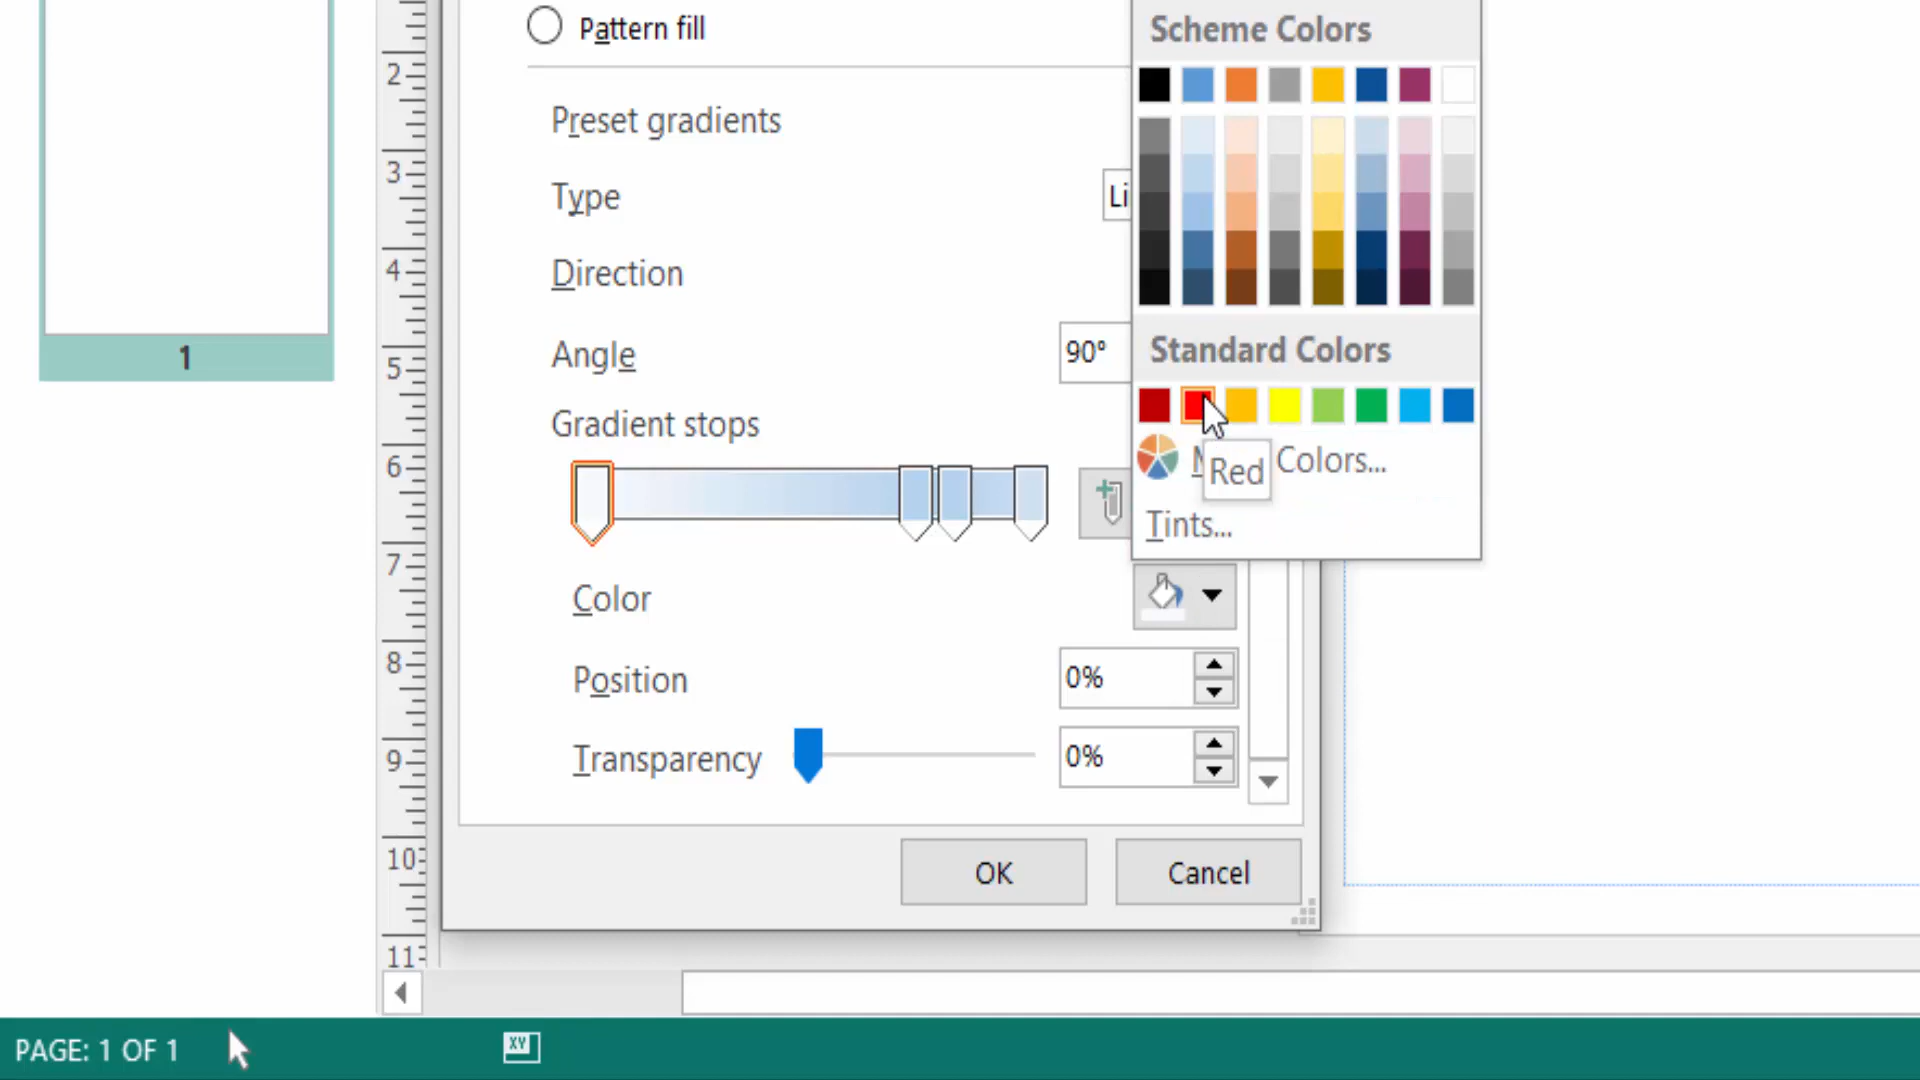 Pattern fill
Scheme Colors
2
Preset gradients
3
Type
Li
4
Direction
5
Angle
90°
Standard Colors
1
Gradient stops
6
Colors...
Red
Tints...
7
Color
8
Position
0%
9
Transparency
0%
10
OK
Cancel
11
PAGE: 1 OF 1
XY